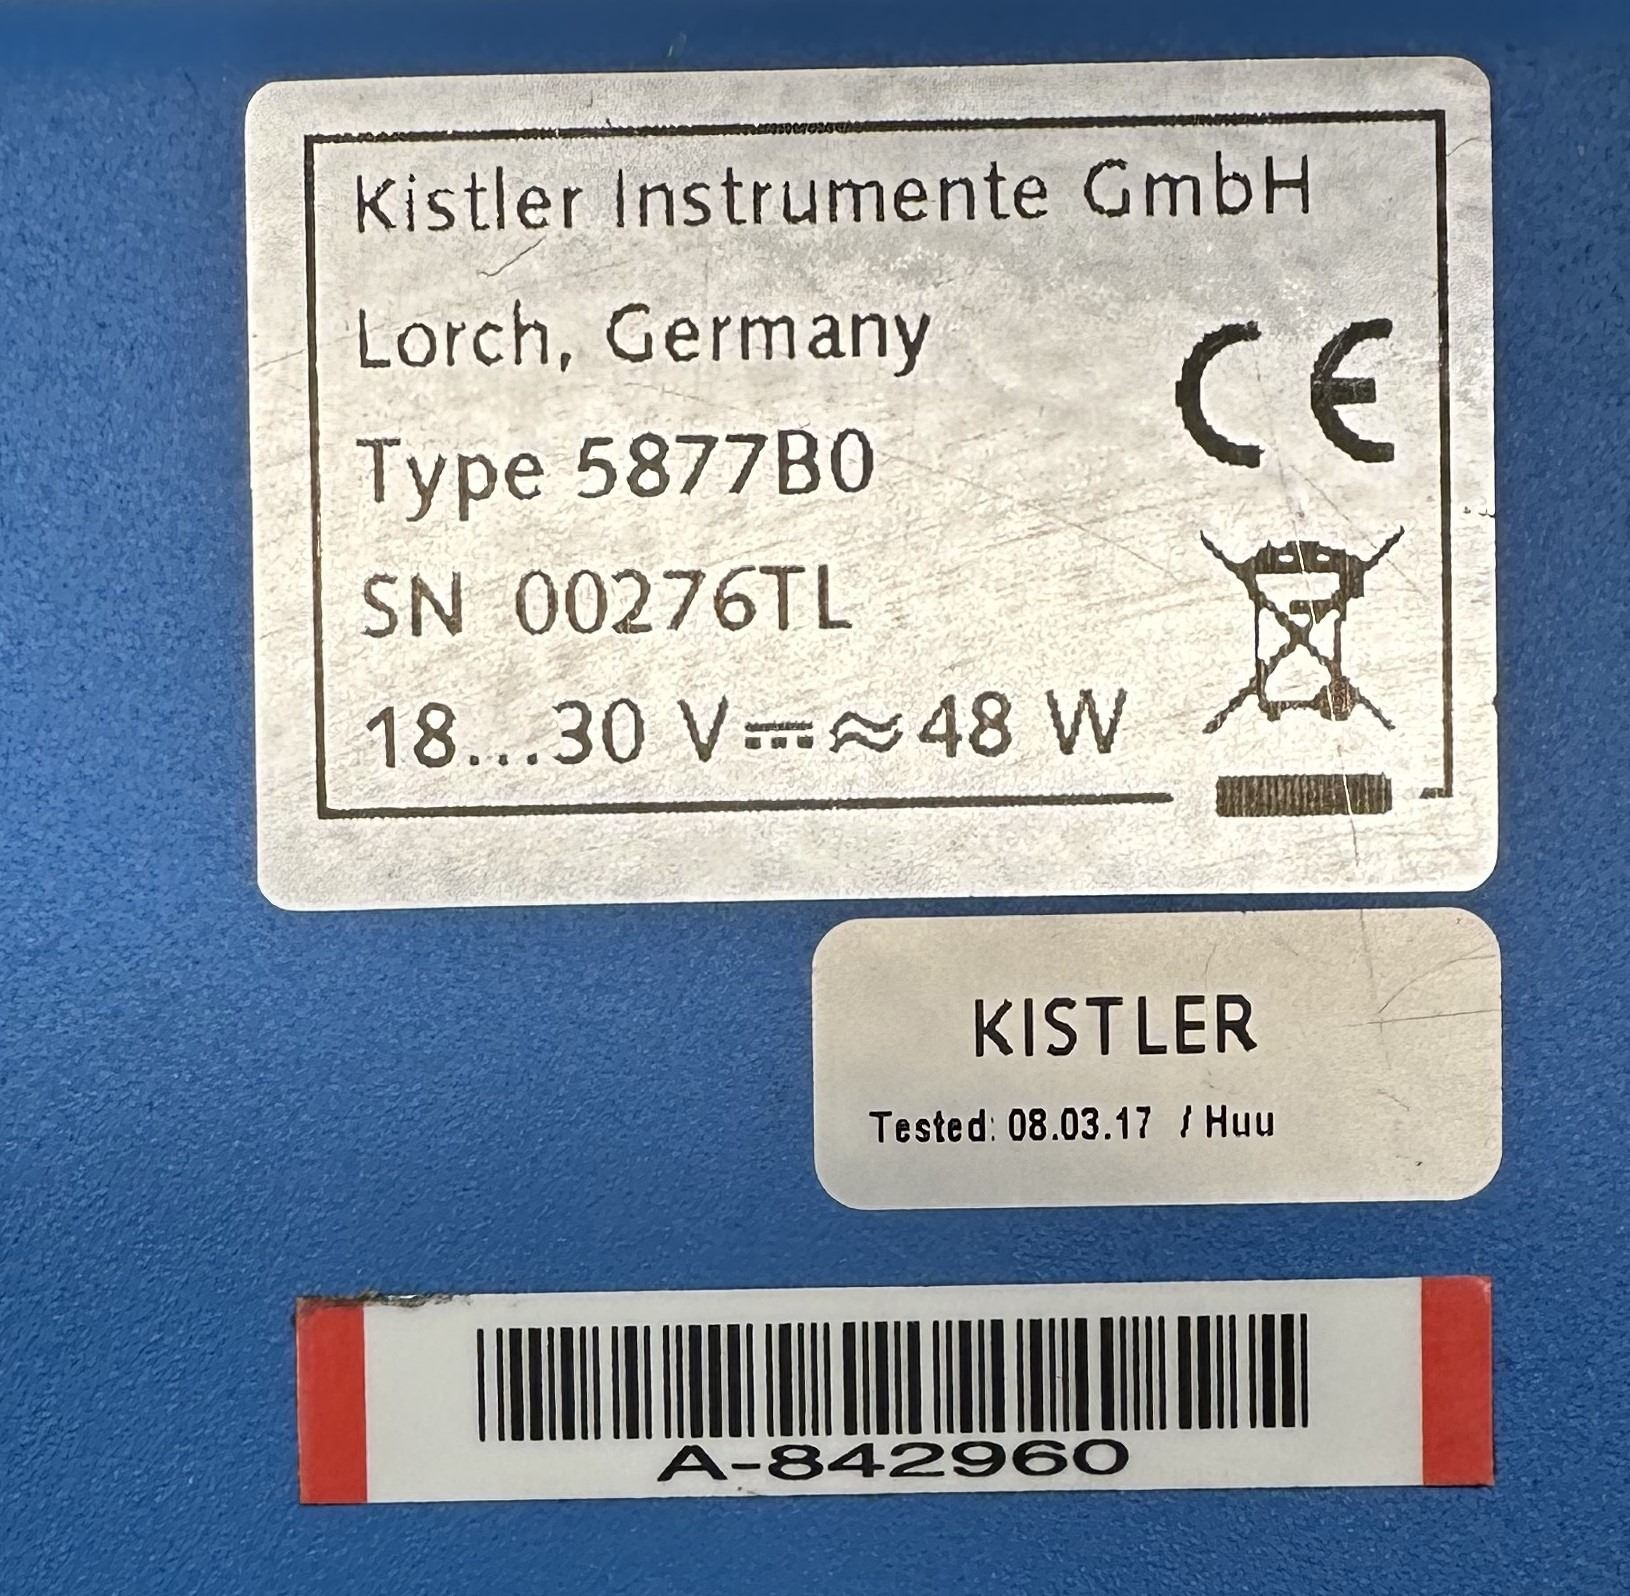 Kistler Instrumente GmbH
Lorch, Germany
CE
Type 5877B0
SN 00276TL
18...30 V⎓≈48 W
KISTLER
Tested: 08.03.17 / Huu
A-842960